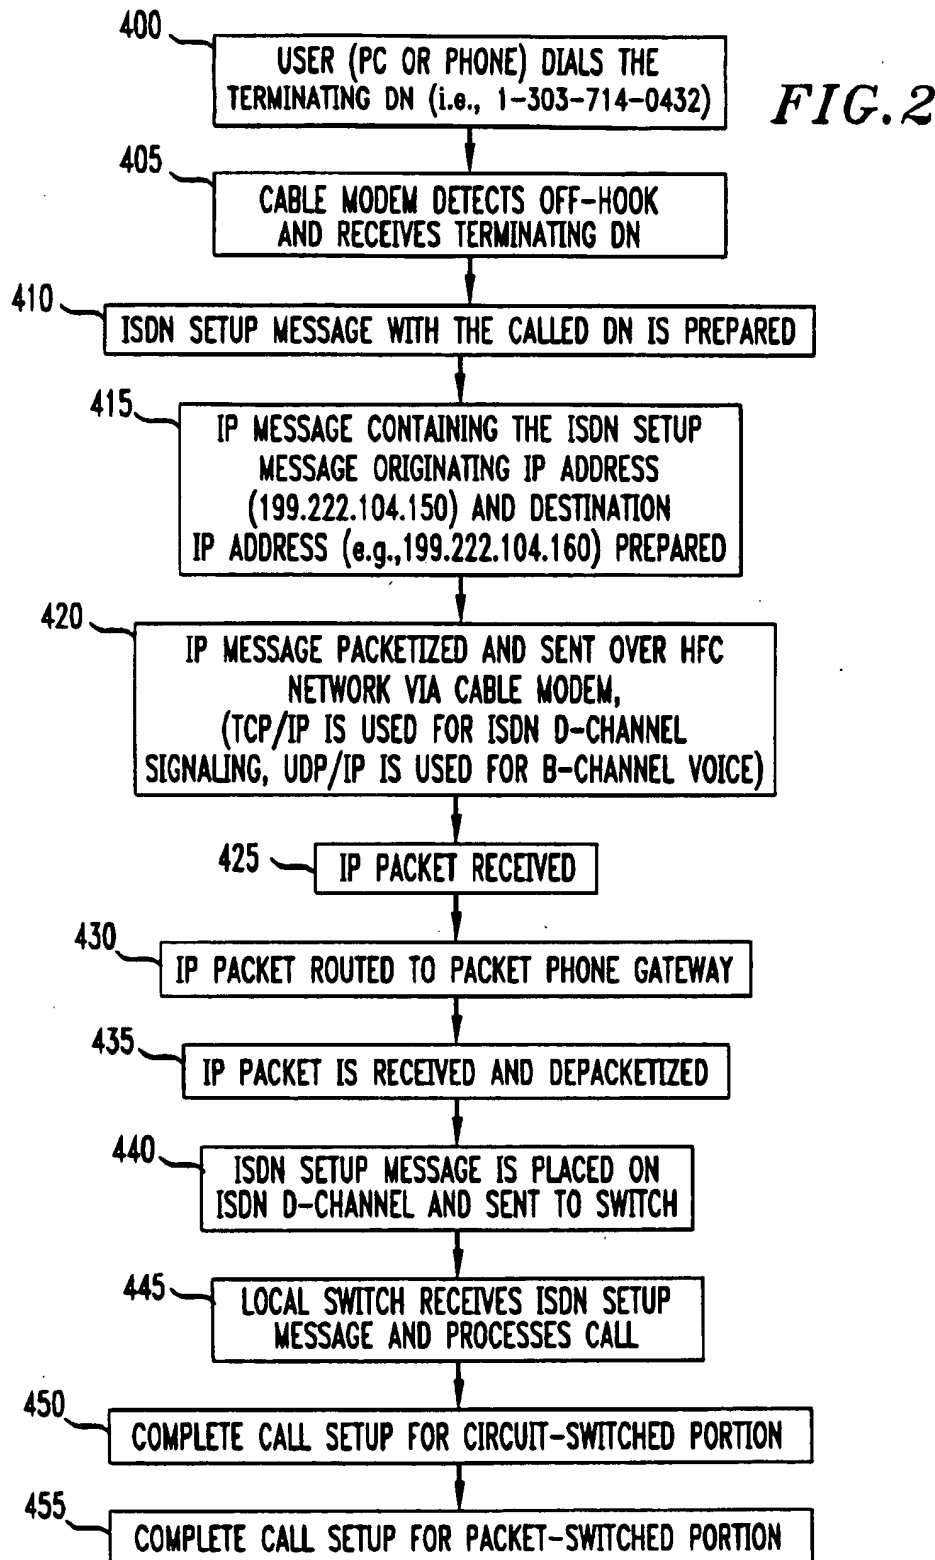 400
USER (PC OR PHONE) DIALS THE
TERMINATING DN (i.e., 1-303-714-0432)
FIG.2
405
CABLE MODEM DETECTS OFF-HOOK
AND RECEIVES TERMINATING DN
410
ISDN SETUP MESSAGE WITH THE CALLED DN IS PREPARED
415
IP MESSAGE CONTAINING THE ISDN SETUP
MESSAGE ORIGINATING IP ADDRESS
(199.222.104.150) AND DESTINATION
IP ADDRESS (e.g.,199.222.104.160) PREPARED
420
IP MESSAGE PACKETIZED AND SENT OVER HFC
NETWORK VIA CABLE MODEM,
(TCP/IP IS USED FOR ISDN D-CHANNEL
SIGNALING, UDP/IP IS USED FOR B-CHANNEL VOICE)
425
IP PACKET RECEIVED
430
IP PACKET ROUTED TO PACKET PHONE GATEWAY
435
IP PACKET IS RECEIVED AND DEPACKETIZED
440
ISDN SETUP MESSAGE IS PLACED ON
ISDN D-CHANNEL AND SENT TO SWITCH
445
LOCAL SWITCH RECEIVES ISDN SETUP
MESSAGE AND PROCESSES CALL
450
COMPLETE CALL SETUP FOR CIRCUIT-SWITCHED PORTION
455
COMPLETE CALL SETUP FOR PACKET-SWITCHED PORTION